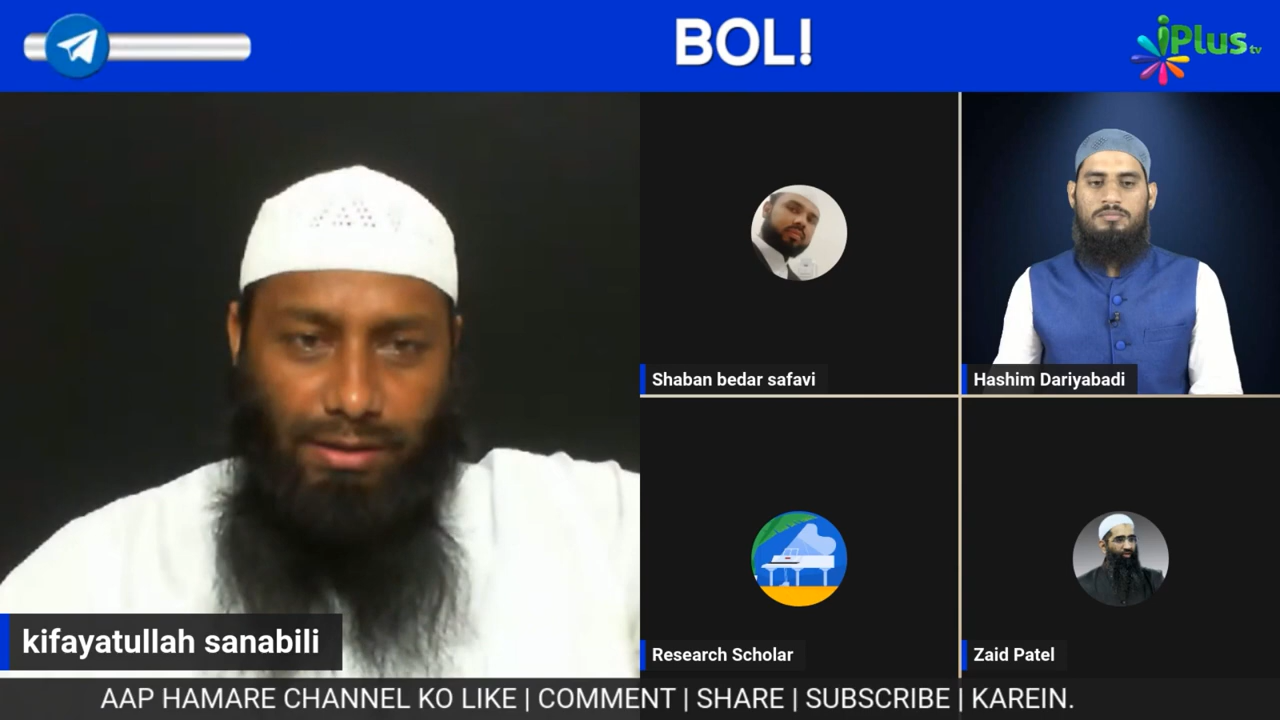 BOL!
iPlus tv
Shaban bedar safavi
Hashim Dariyabadi
kifayatullah sanabili
Research Scholar
Zaid Patel
AAP HAMARE CHANNEL KO LIKE | COMMENT | SHARE | SUBSCRIBE | KAREIN.